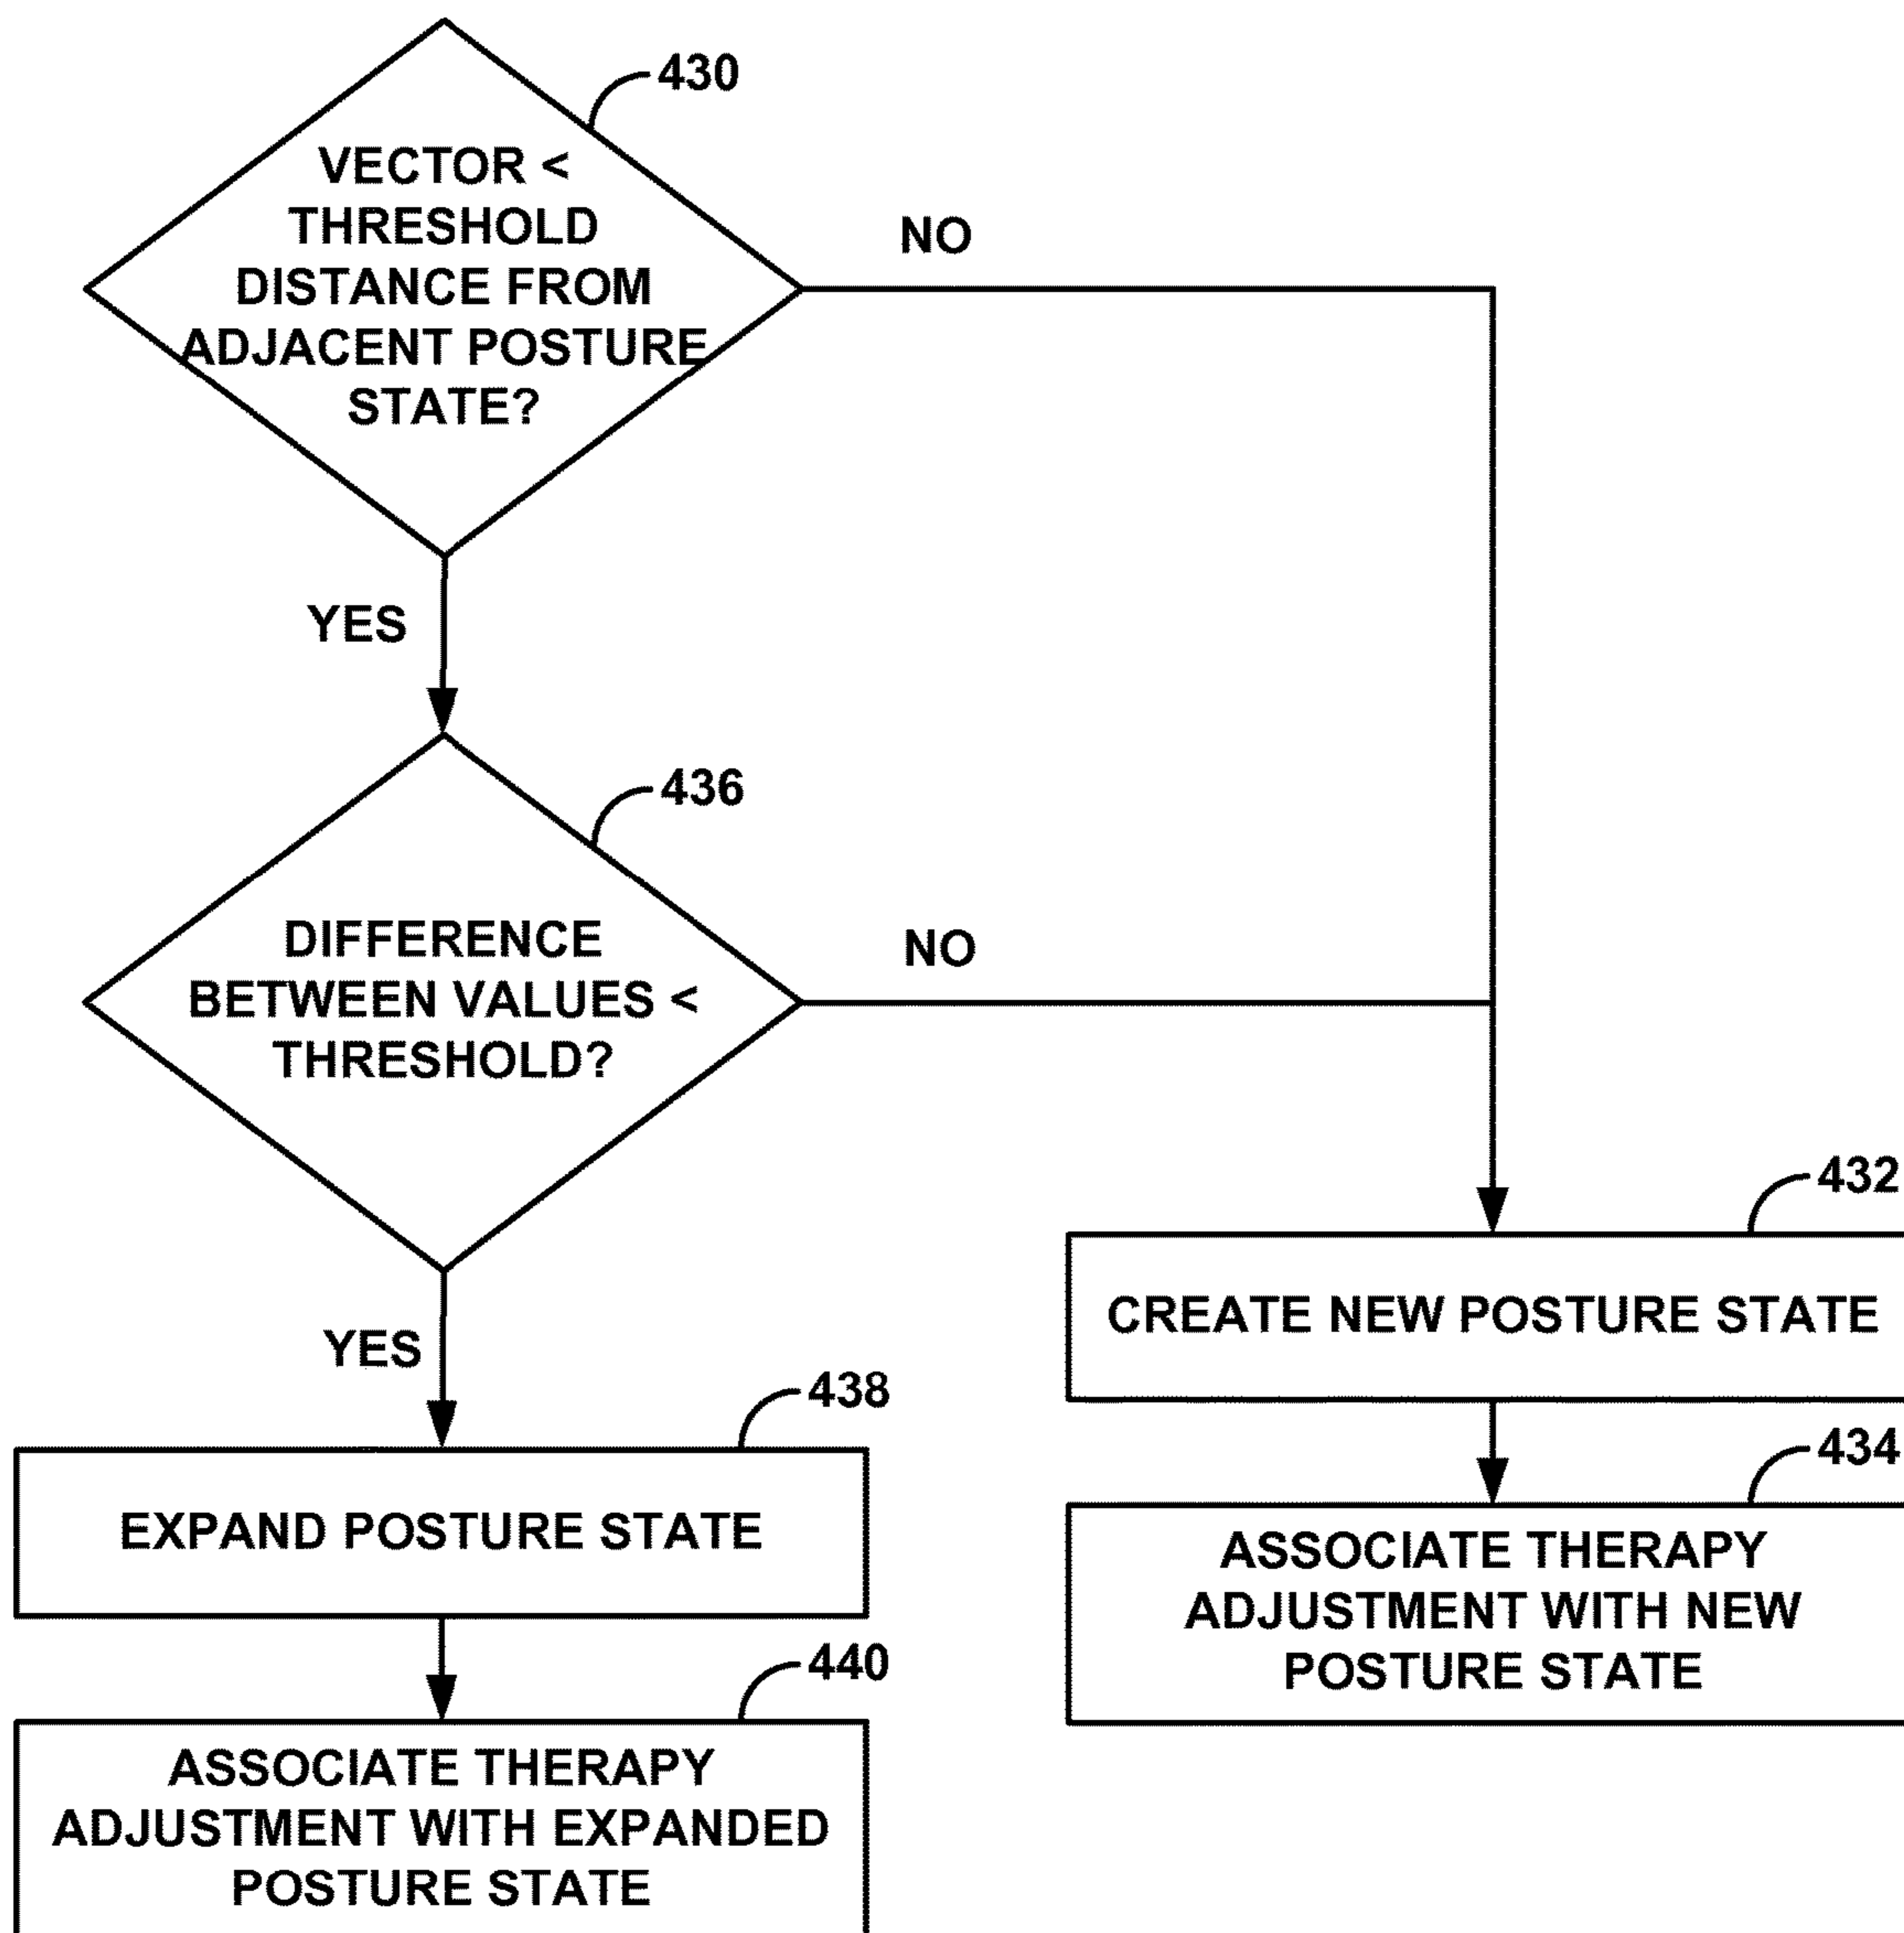 430
VECTOR <
THRESHOLD
DISTANCE FROM
ADJACENT POSTURE
STATE?
NO
YES
436
DIFFERENCE
BETWEEN VALUES <
THRESHOLD?
NO
YES
432
CREATE NEW POSTURE STATE
434
ASSOCIATE THERAPY
ADJUSTMENT WITH NEW
POSTURE STATE
438
EXPAND POSTURE STATE
440
ASSOCIATE THERAPY
ADJUSTMENT WITH EXPANDED
POSTURE STATE